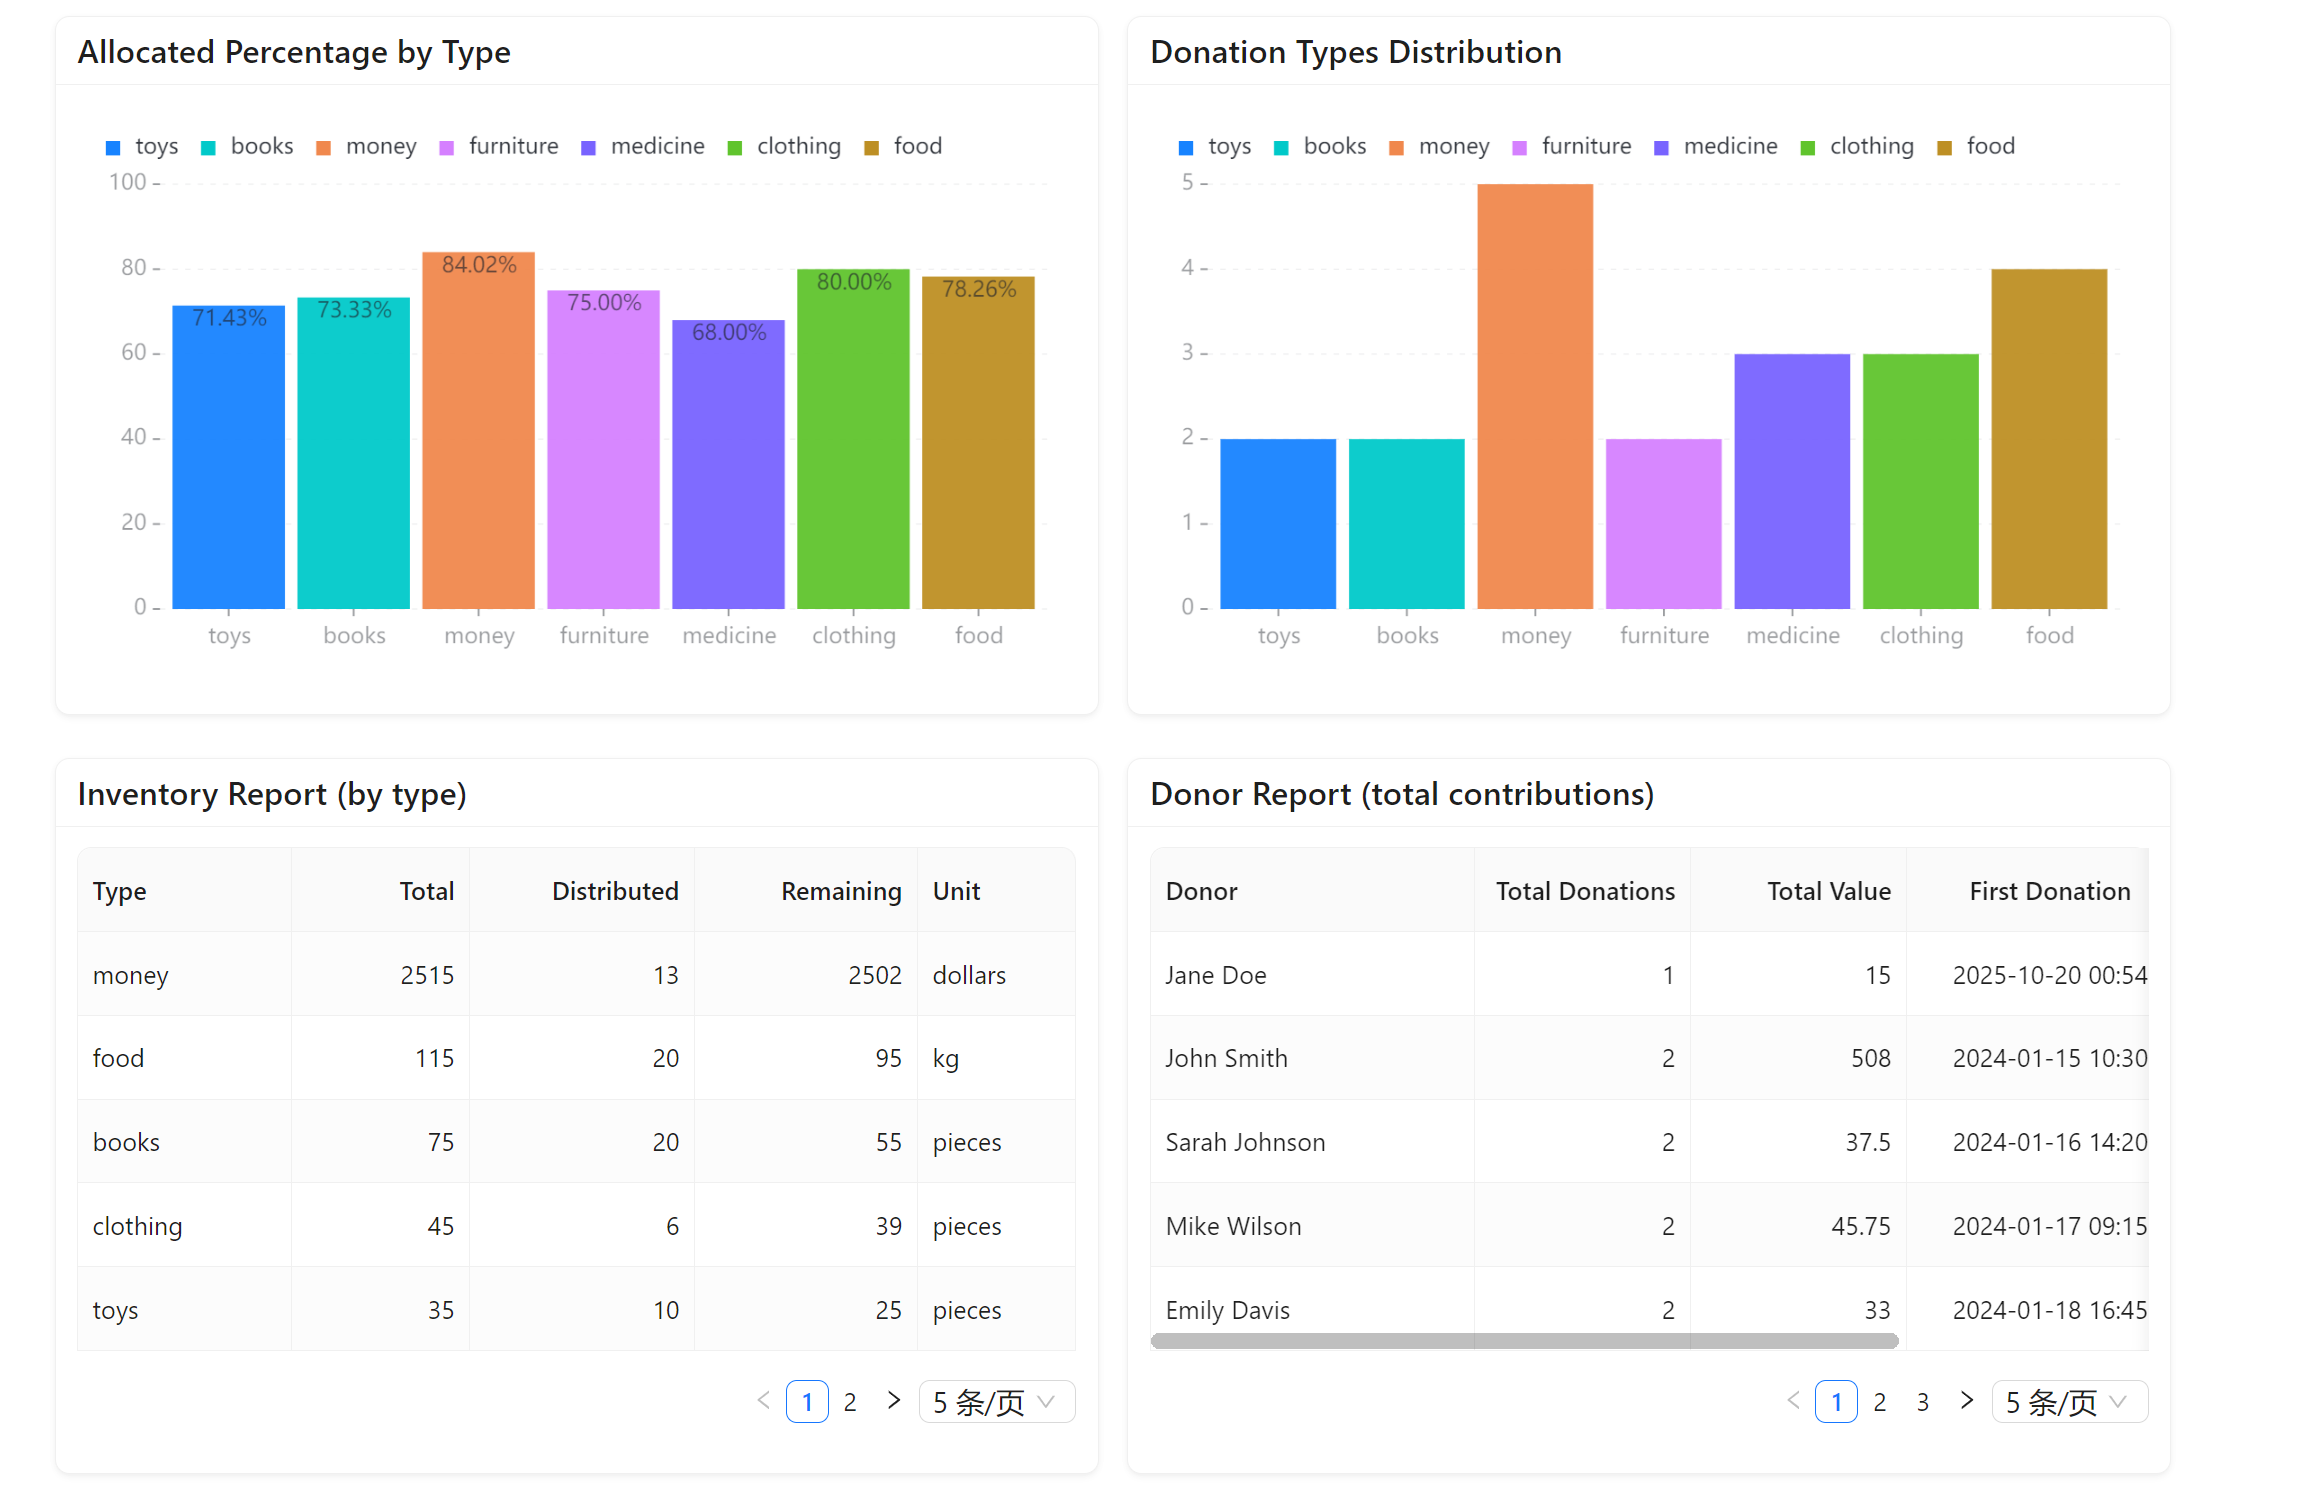 Allocated Percentage by Type
toys books money furniture medicine clothing food
100
80
60
40
20
0
71.43% 73.33% 84.02% 75.00% 68.00% 80.00% 78.26%
toys books money furniture medicine clothing food
Donation Types Distribution
toys books money furniture medicine clothing food
5
4
3
2
1
0
toys books money furniture medicine clothing food
Inventory Report (by type)
Type Total Distributed Remaining Unit
money 2515 13 2502 dollars
food 115 20 95 kg
books 75 20 55 pieces
clothing 45 6 39 pieces
toys 35 10 25 pieces
1 2 5 条/页
Donor Report (total contributions)
Donor Total Donations Total Value First Donation
Jane Doe 1 15 2025-10-20 00:54
John Smith 2 508 2024-01-15 10:30
Sarah Johnson 2 37.5 2024-01-16 14:20
Mike Wilson 2 45.75 2024-01-17 09:15
Emily Davis 2 33 2024-01-18 16:45
1 2 3 5 条/页